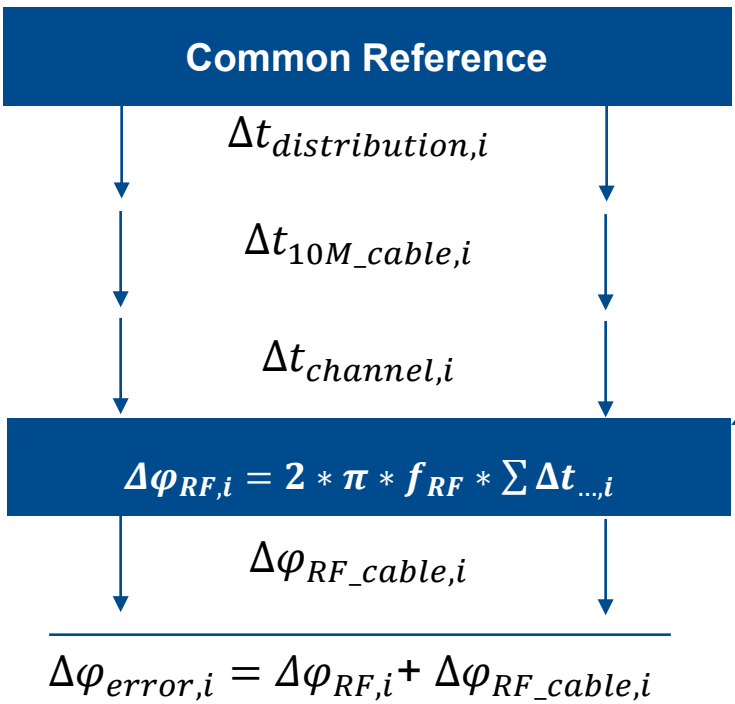 Common Reference
Δt_{distribution,i}
Δt_{10M_cable,i}
Δt_{channel,i}
Δφ_{RF,i} = 2 * π * f_{RF} * ∑ Δt_{…,i}
Δφ_{RF_cable,i}
Δφ_{error,i} = Δφ_{RF,i} + Δφ_{RF_cable,i}